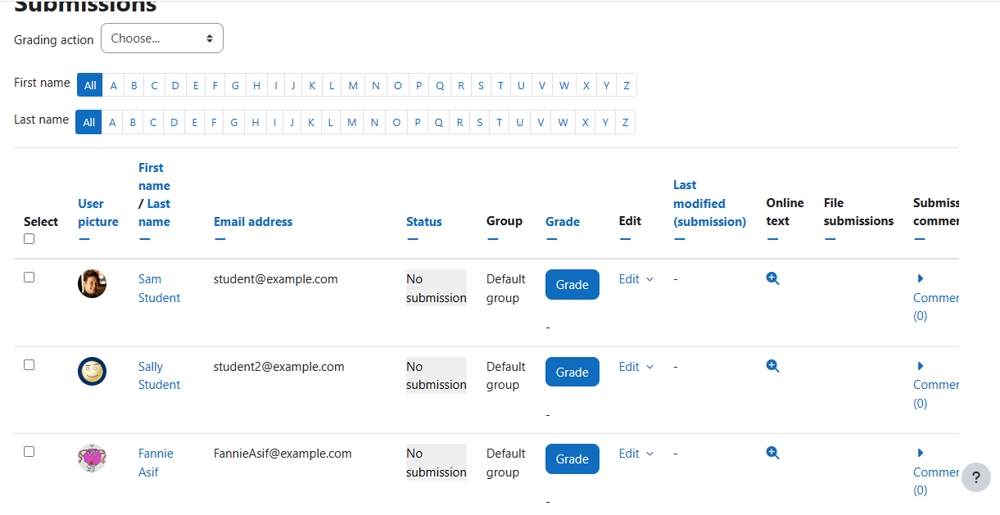 Submissions
Grading action Choose...
First name All A B C D E F G H I J K L M N O P Q R S T U V W X Y Z
Last name All A B C D E F G H I J K L M N O P Q R S T U V W X Y Z
Select
User
picture
First
name
/ Last
name
Email address
Status
Group
Grade
Edit
Last
modified
(submission)
Online
text
File
submissions
Submiss
commer
Sam
Student
student@example.com
No
submission
Default
group
Grade
-
Edit
-
Commer
(0)
Sally
Student
student2@example.com
No
submission
Default
group
Grade
-
Edit
-
Commer
(0)
Fannie
Asif
FannieAsif@example.com
No
submission
Default
group
Grade
-
Edit
-
Commer
(0)
?